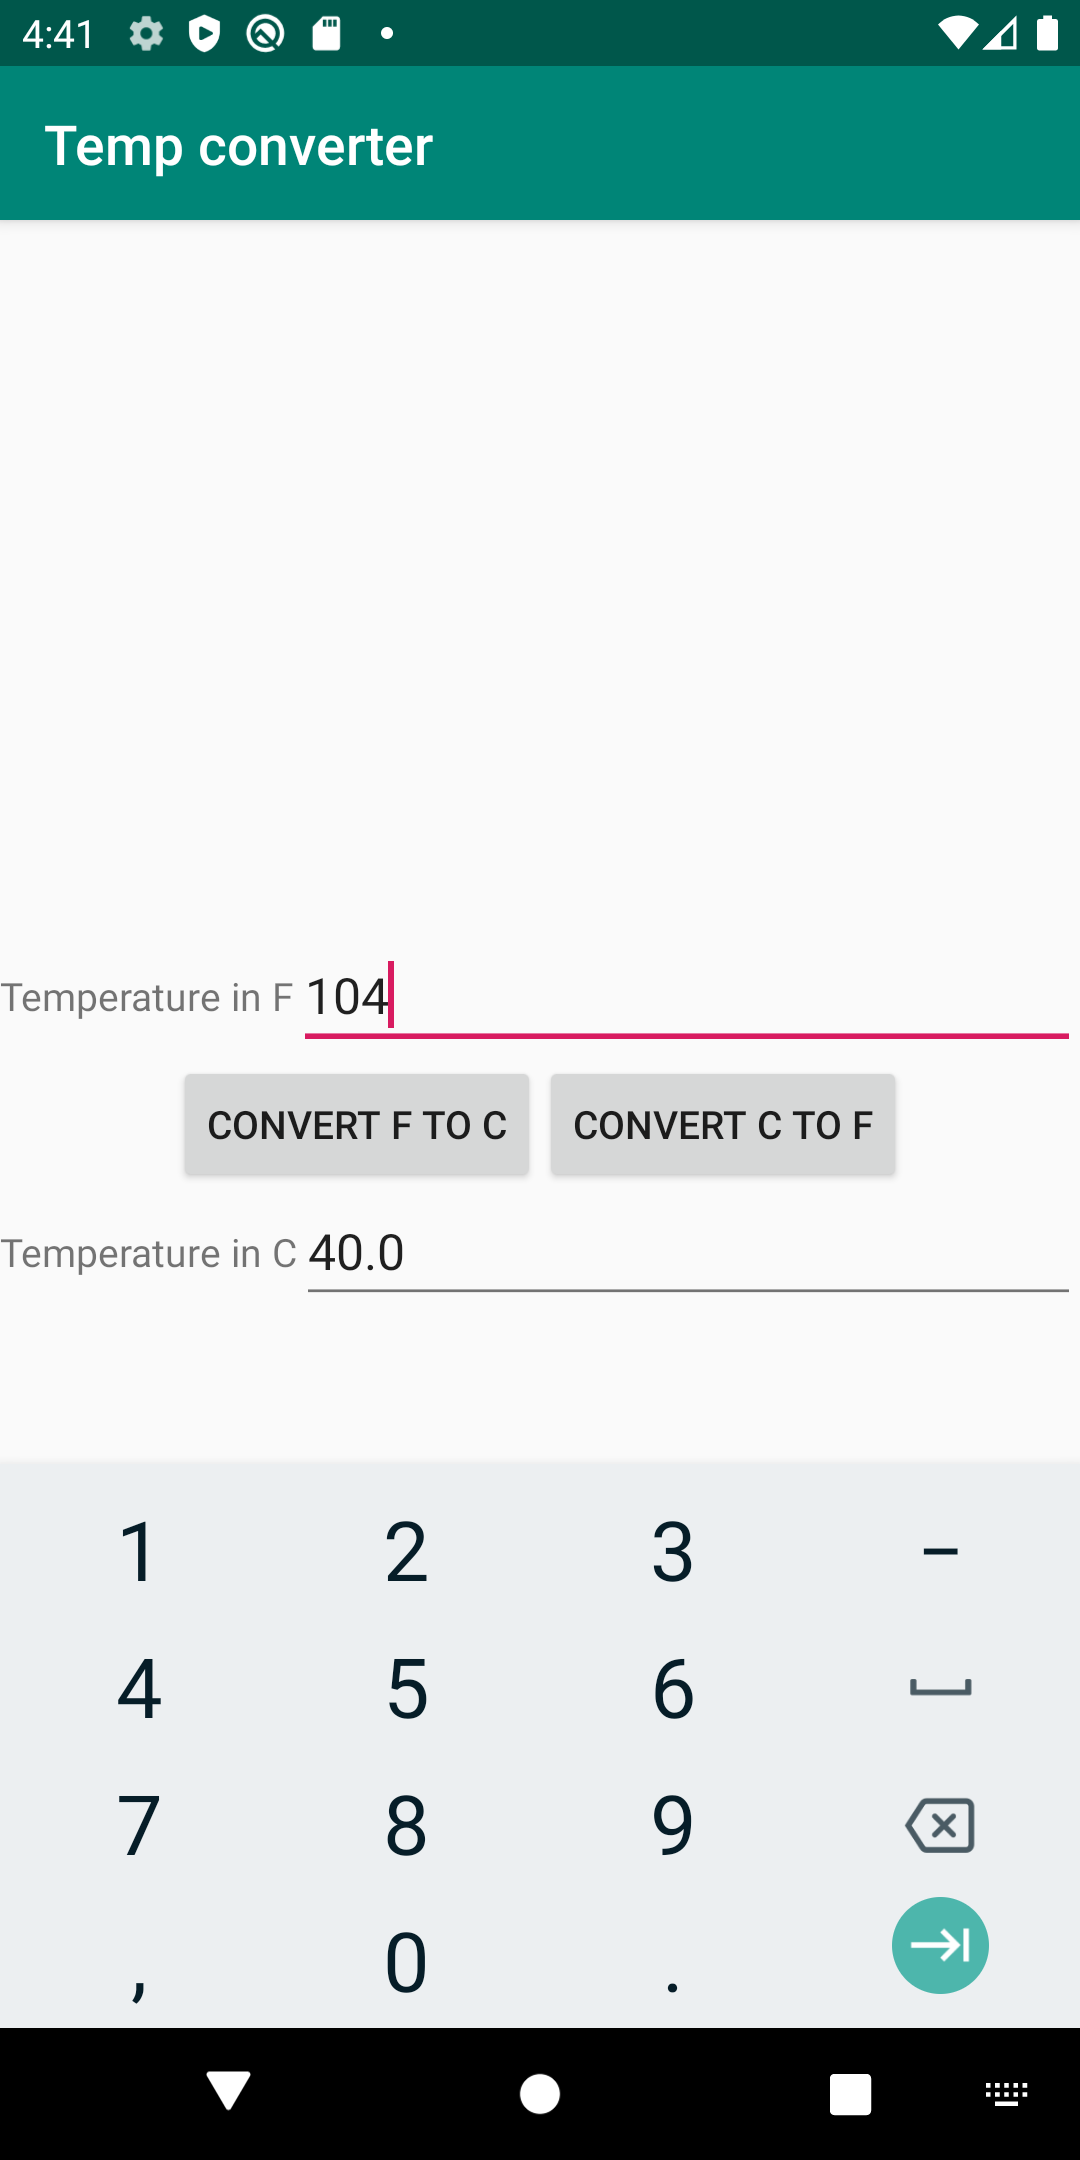 4:41
Temp converter
Temperature in F 104
CONVERT F TO C CONVERT C TO F
Temperature in C 40.0
1 2 3 –
4 5 6
7 8 9
, 0 .